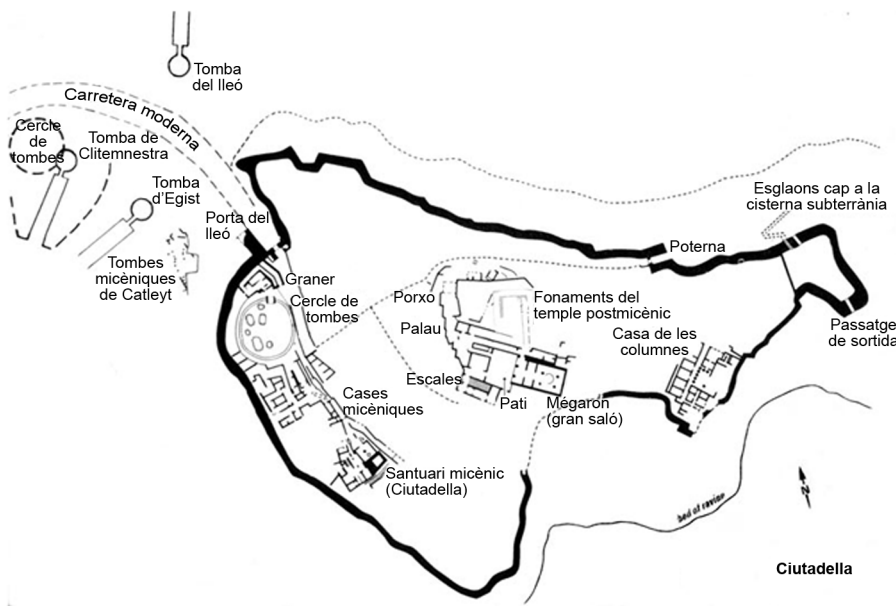 Tomba
del lleó
Carretera moderna
Cercle
de
tombes
Tomba de
Clitemnestra
Tomba
d'Egist
Porta del
lleó
Tombes
micèniques
de Catleyt
Graner
Cercle de
tombes
Esglaons cap a la
cisterna subterrània
Poterna
Porxo
Palau
Fonaments del
temple postmicènic
Casa de les
columnes
Passatge
de sortida
Escales
Pati
Mégaron
(gran saló)
Cases
micèniques
Santuari micènic
(Ciutadella)
bed of ravine
N
Ciutadella